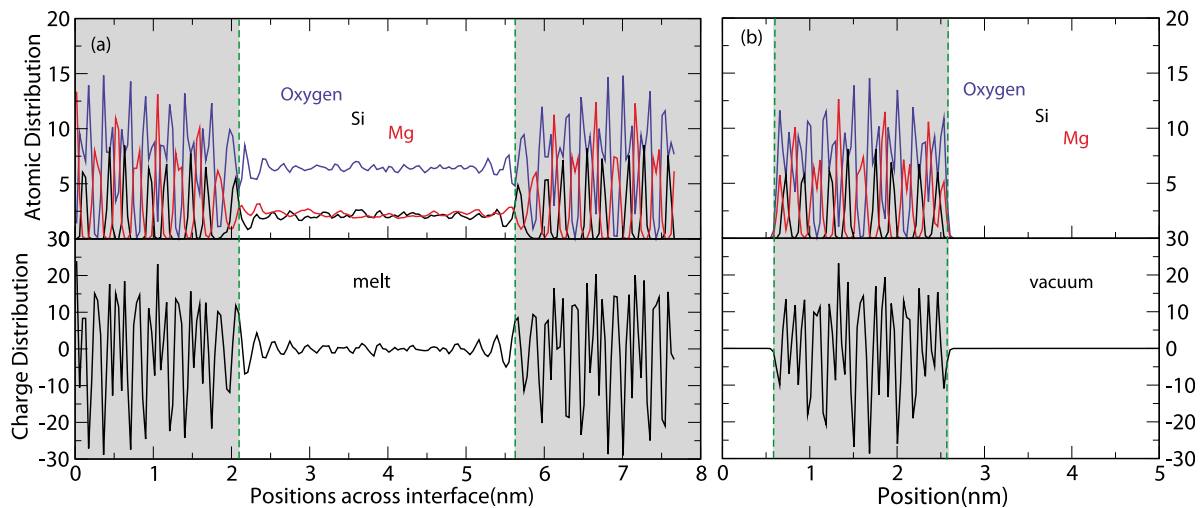 20
15
10
5
30
20
10
0
-10
-20
-30
Atomic Distribution
Charge Distribution
(a)
Oxygen
Si
Mg
melt
0 1 2 3 4 5 6 7 8
Positions across interface(nm)
(b)
Oxygen
Si
Mg
vacuum
20
15
10
5
30
20
10
0
-10
-20
-30
0 1 2 3 4 5
Position(nm)